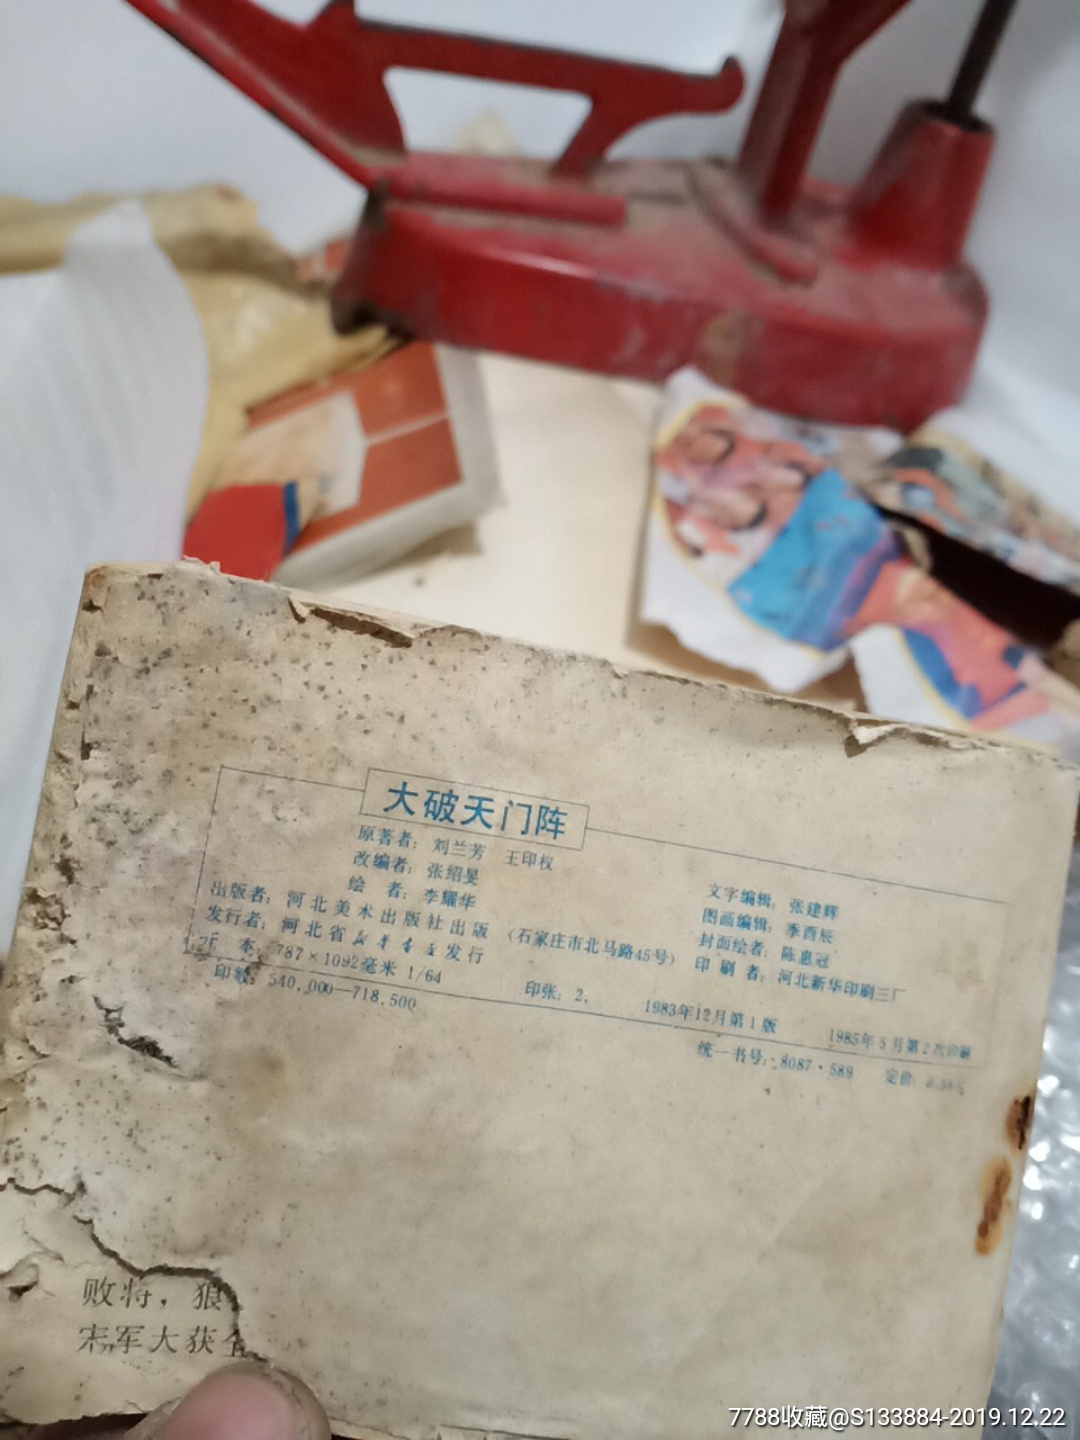 大破天门阵
原著者：刘兰芳 王印权
改编者：张绍旻
绘 者：李耀华
出版者：河北美术出版社出版
（石家庄市北马路45号）
发行者：河北省新华书店发行
文字编辑：张建辉
图画编辑：李酉辰
封面绘者：陈惠冠
印 刷 者：河北新华印刷三厂
开 本：787×1092毫米 1/64
印张：2.
1983年12月第1版
1985年5月第2次印刷
印数：540,000—718,500
统一书号：8087·589
定价：
败将，狼
宋军大获
7788收藏@S133884-2019.12.22